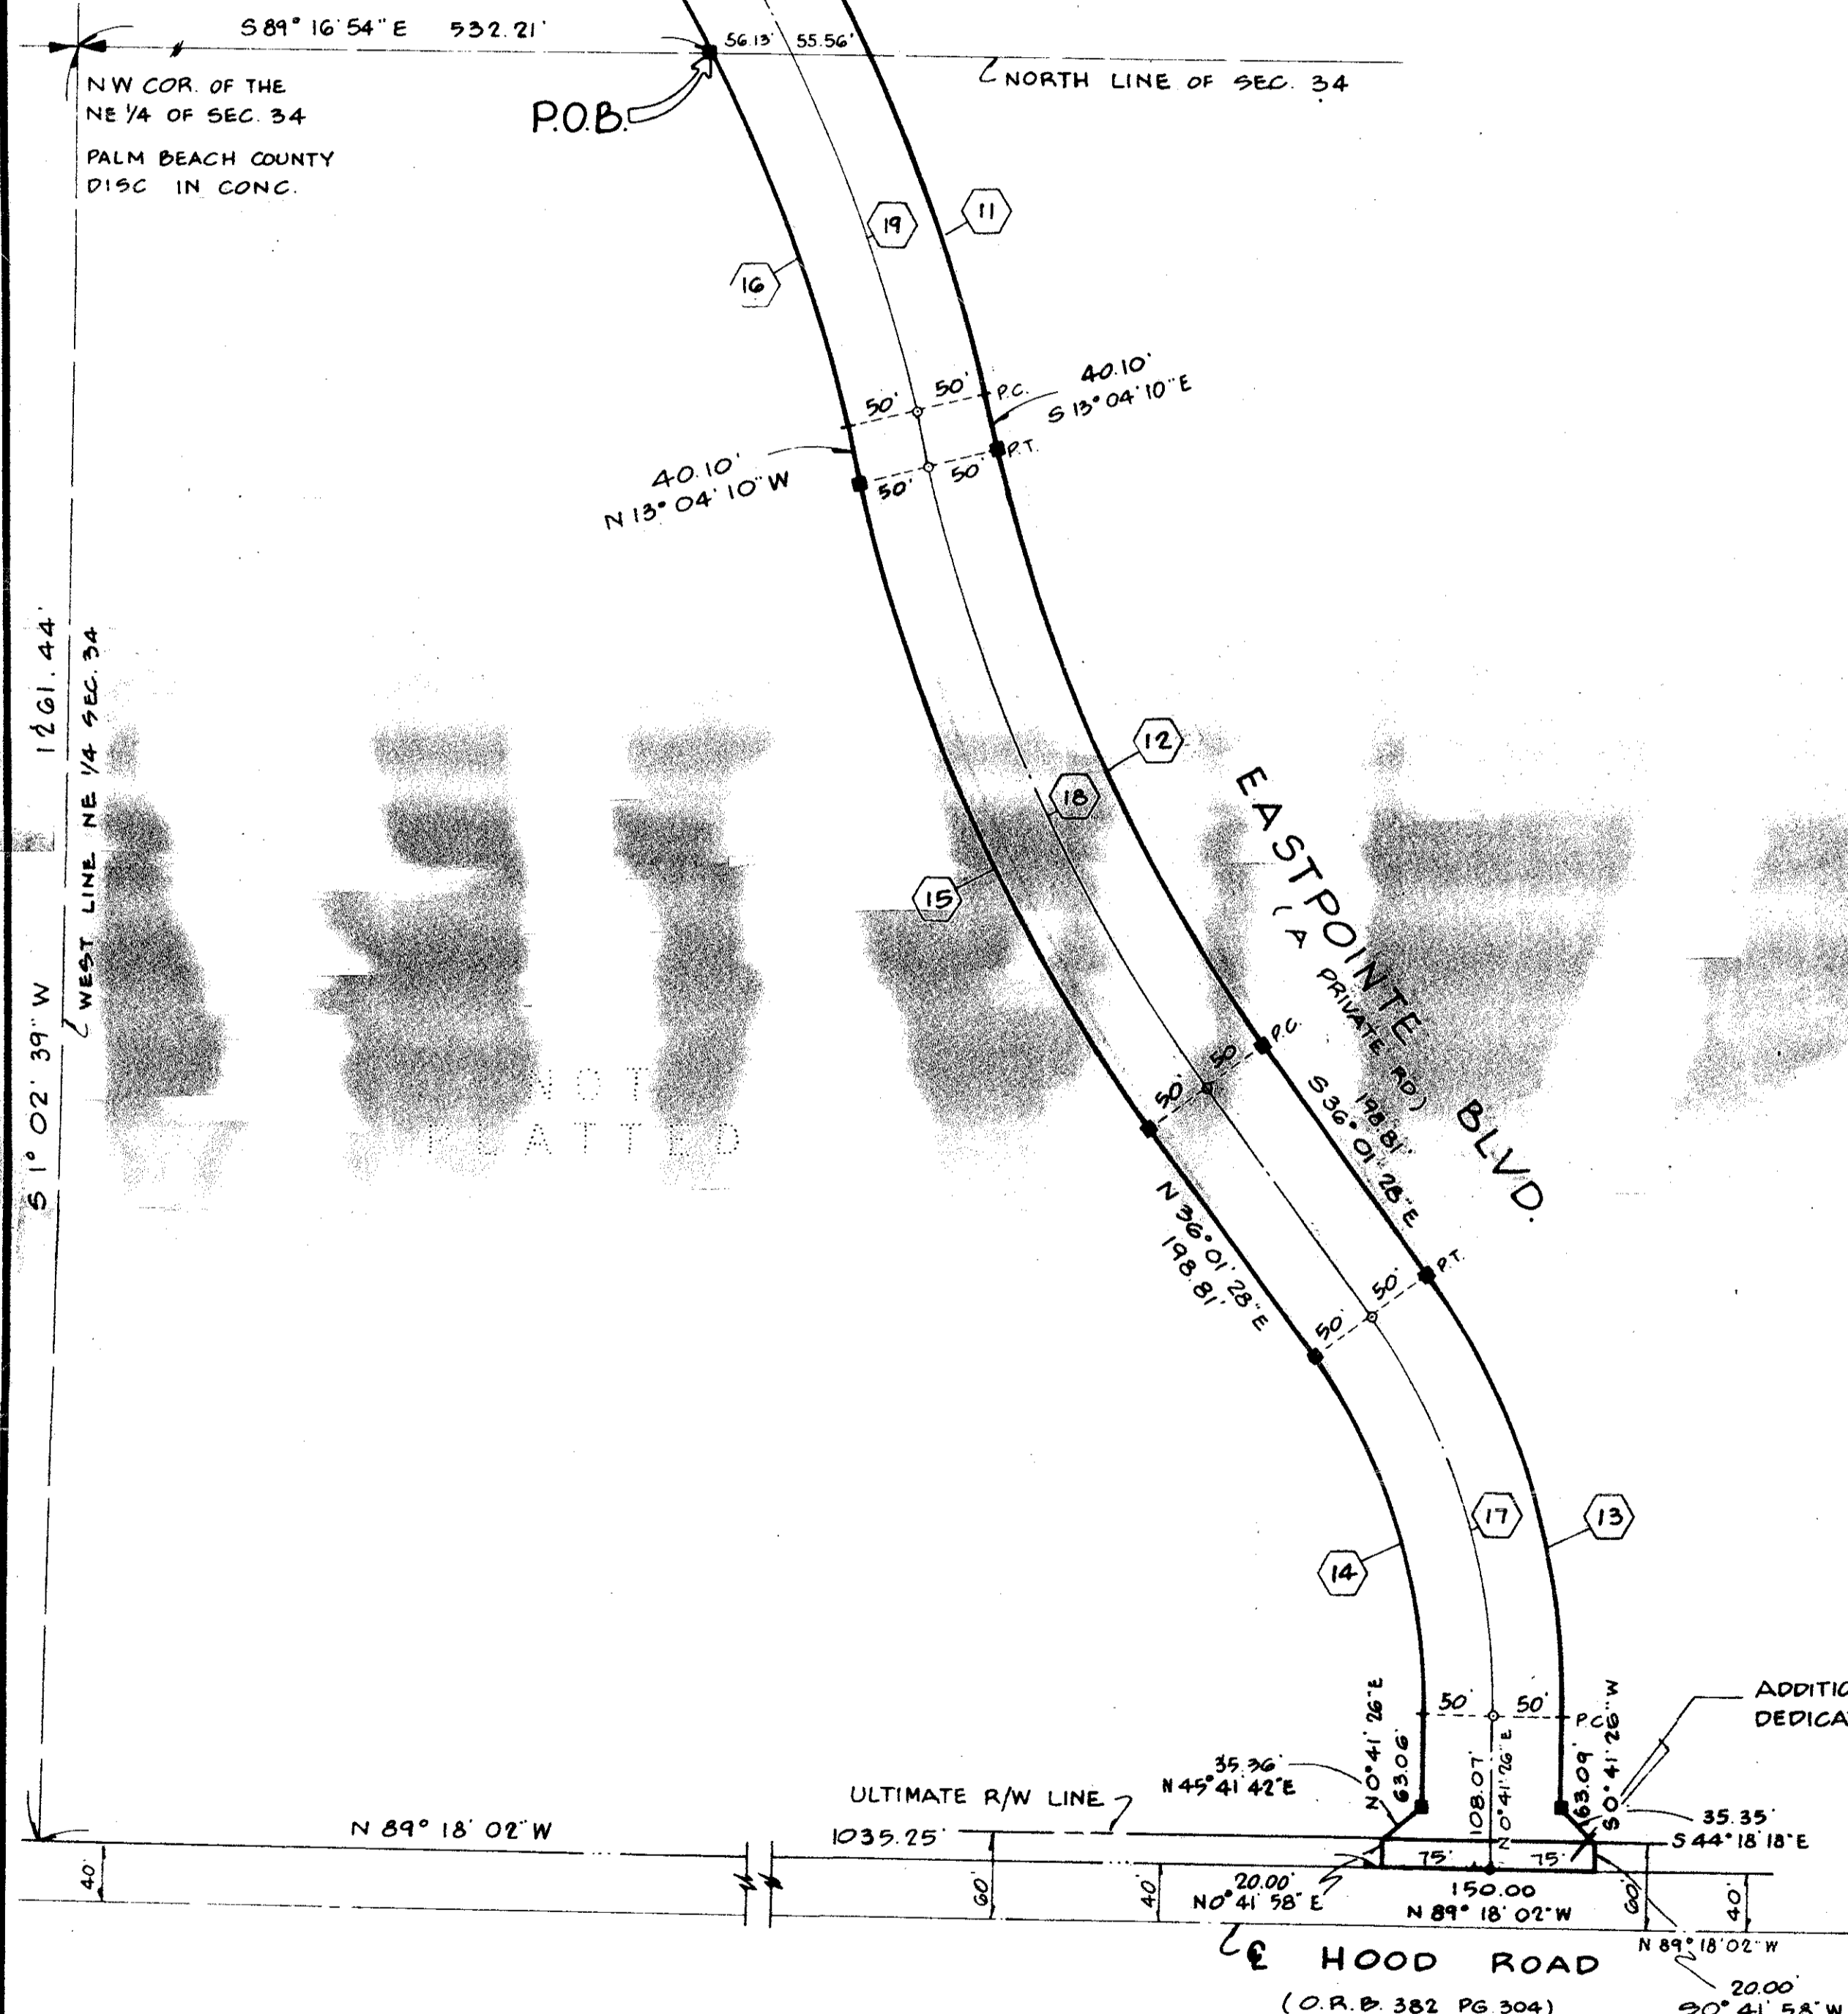 S 89° 16' 54" E 532.21'
56.13' 55.56'
NORTH LINE OF SEC. 34
NW COR. OF THE
NE 1/4 OF SEC. 34
PALM BEACH COUNTY
DISC IN CONC.
P.O.B.
19
11
16
50' 50' P.C.
40.10'
S 13° 04' 10" E
40.10'
N 13° 04' 10" W
50' 50' P.T.
1261.44'
S 1° 02' 39" W
WEST LINE NE 1/4 SEC. 34
12
18
15
EASTPOINTE BLVD.
(A PRIVATE RD)
50' 50' P.C.
198.81'
S 36° 01' 28" E
NOT
PLATTED
N 36° 01' 28" E
198.81'
50' 50' P.T.
17
13
14
50' 50' P.C.
N 0° 41' 26" E
63.06'
108.07'
N 0° 41' 26" E
163.09'
S 0° 41' 26" W
ADDITIO
DEDICA
35.36'
N 45° 41' 42" E
ULTIMATE R/W LINE
35.35'
S 44° 18' 18" E
N 89° 18' 02" W
1035.25'
75' 75'
40'
60'
40'
20.00'
N 0° 41' 58" E
150.00
N 89° 18' 02" W
60'
40'
N 89° 18' 02" W
℄ HOOD ROAD
(O.R.B. 382 PG. 304)
20.00'
S 0° 41' 58" W